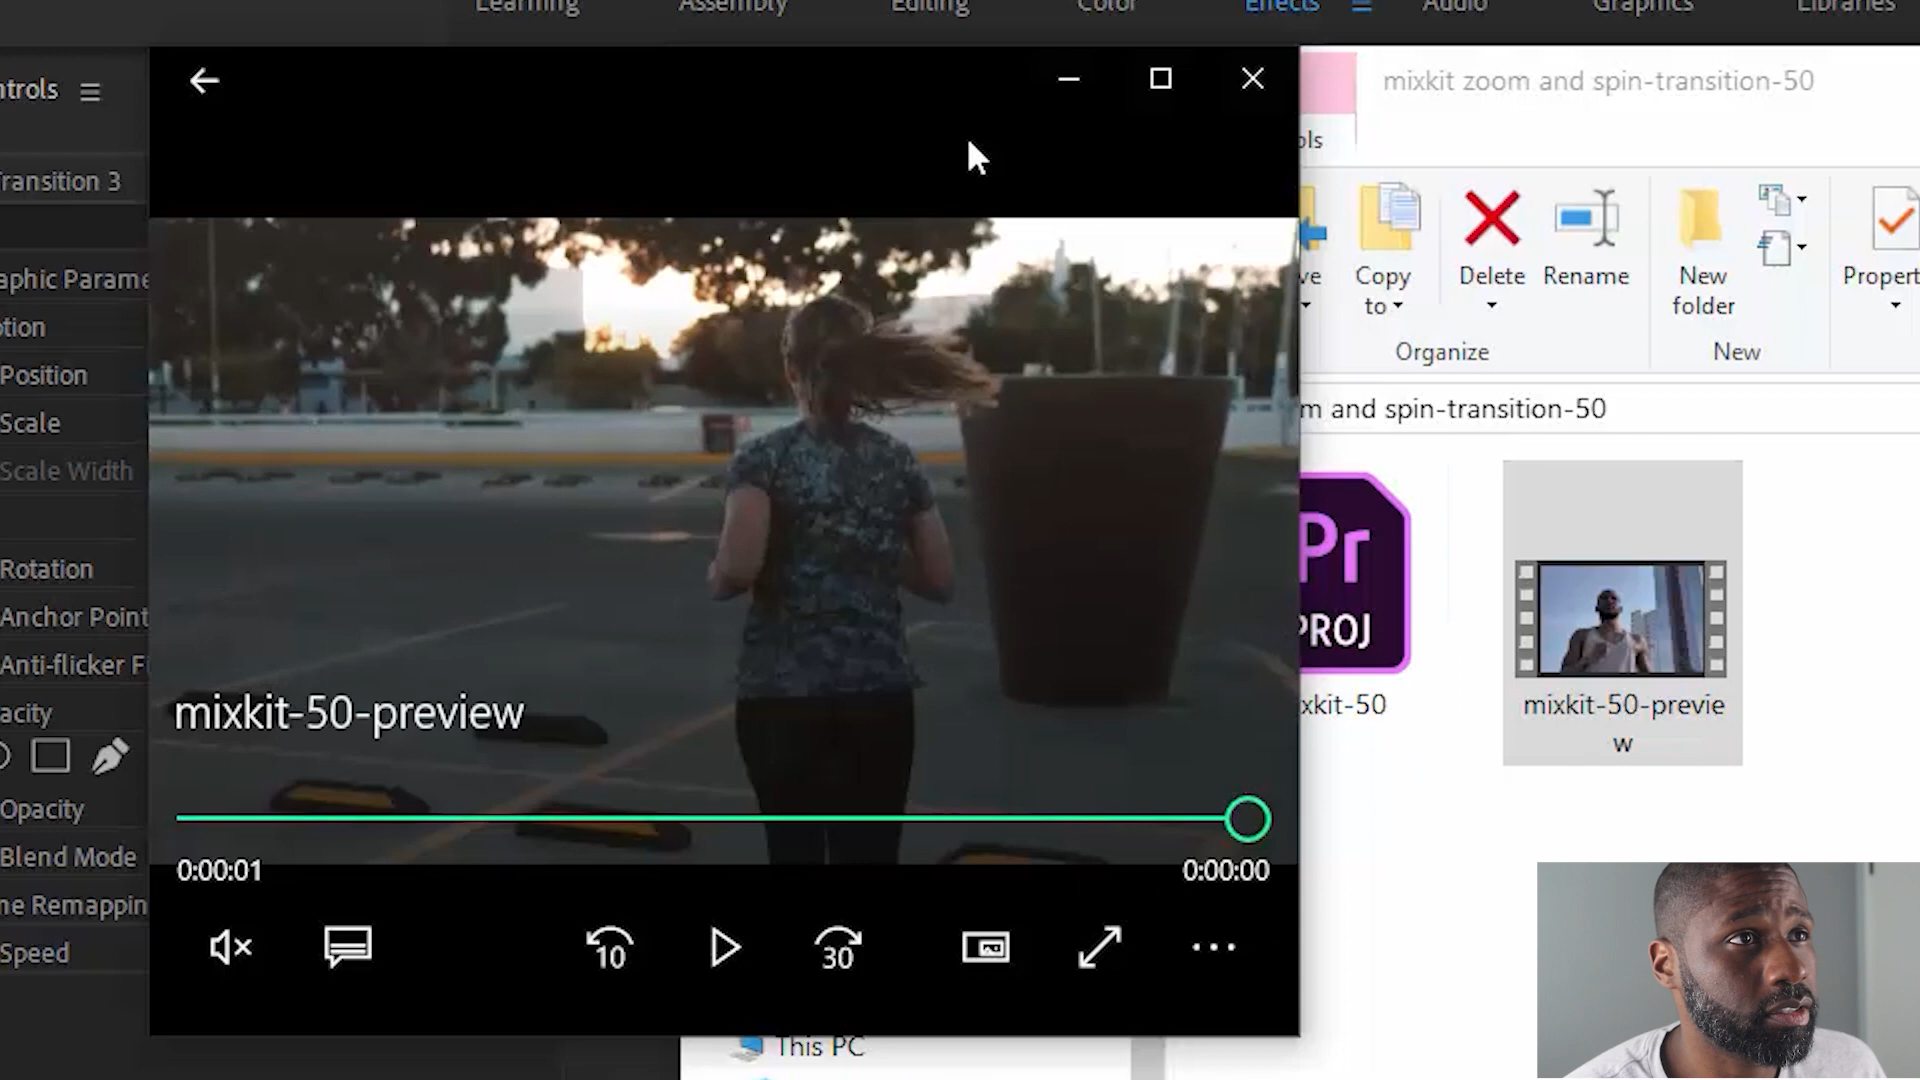 Learning
Assembly
Editing
Color
Effects
Audio
Graphics
Libraries
ntrols
ransition 3
aphic Parame
otion
Position
Scale
Scale Width
Rotation
Anchor Point
Anti-flicker F
acity
Opacity
Blend Mode
ne Remappin
Speed
mixkit-50-preview
0:00:01
0:00:00
10
30
mixkit zoom and spin-transition-50
ols
ve
Copy
to
Delete
Rename
New
folder
Propert
Organize
New
m and spin-transition-50
Pr
PROJ
xkit-50
mixkit-50-previe
w
This PC